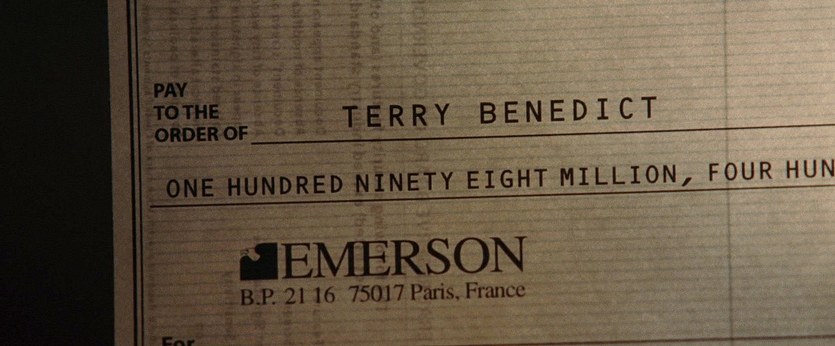 PAY
TO THE
ORDER OF TERRY BENEDICT
ONE HUNDRED NINETY EIGHT MILLION, FOUR HUN
EMERSON
B.P. 21 16 75017 Paris, France
For